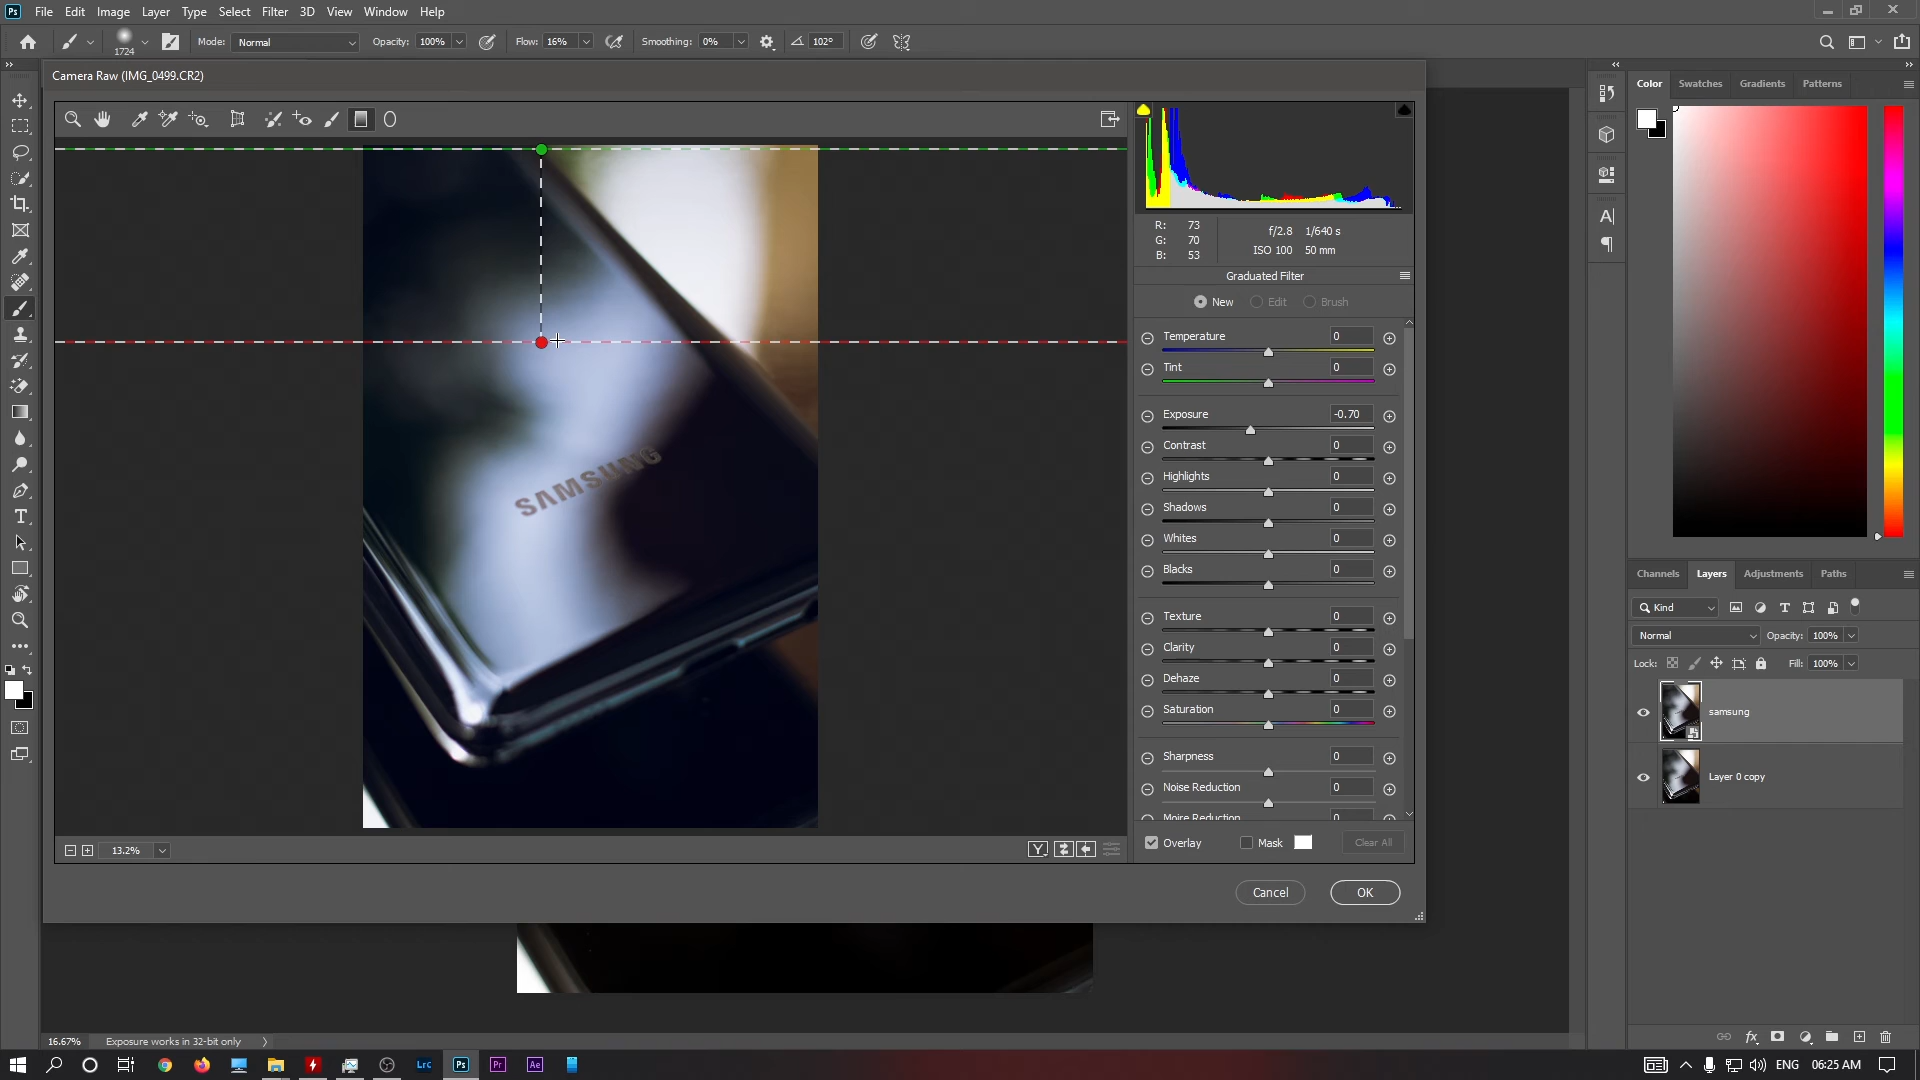 File Edit Image Layer Type Select Filter 3D View Window Help
1724 Mode: Normal Opacity: 100% Flow: 16% Smoothing: 0% 102°
Camera Raw (IMG_0499.CR2)
Color Swatches Gradients Patterns
R: 73
G: 70
B: 53
f/2.8 1/640 s
ISO 100 50 mm
Graduated Filter
New Edit Brush
Temperature 0
Tint 0
Exposure -0.70
Contrast 0
Highlights 0
Shadows 0
Whites 0
Blacks 0
Texture 0
Clarity 0
Dehaze 0
Saturation 0
Sharpness 0
Noise Reduction 0
Moire Reduction 0
Overlay Mask Clear All
Cancel OK
SAMSUNG
13.2%
Channels Layers Adjustments Paths
Kind
Normal Opacity: 100%
Lock: Fill: 100%
samsung
Layer 0 copy
16.67% Exposure works in 32-bit only
Ps Lrc Ps Pr Ae ENG 06:25 AM